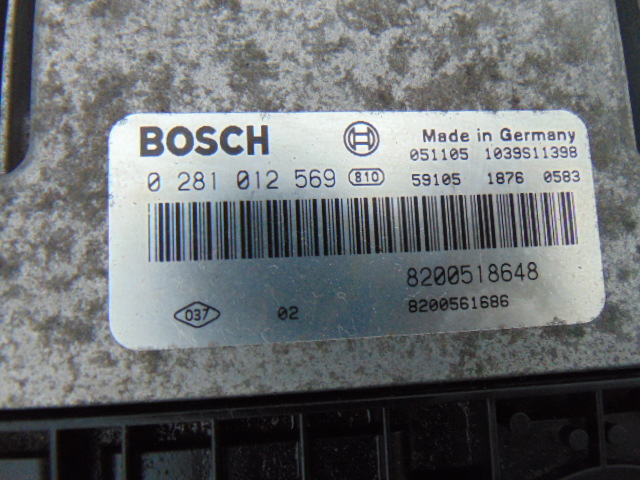 BOSCH
Made in Germany
051105 1039S11398
0 281 012 569 810
59105 1876 0583
8200518648
037 02
8200561686